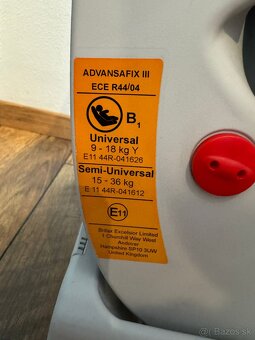 ADVANSAFIX III
ECE R44/04
B1
Universal
9 - 18 kg Y
E11 44R-041626
Semi-Universal
15 - 36 kg
E 11 44R-041612
E11
Britax Excelsior Limited
1 Churchill Way West
Andover
Hampshire SP10 3UW
United Kingdom
bazos.sk